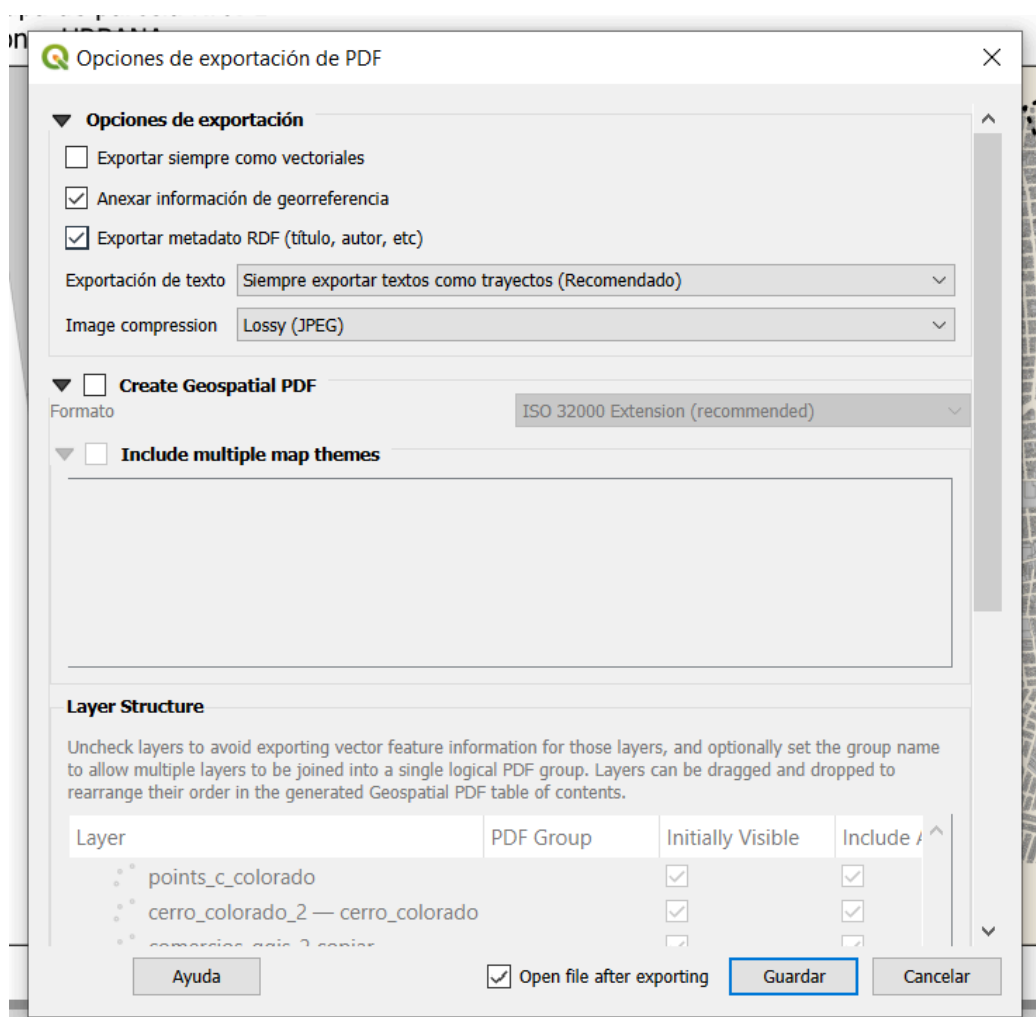 URBANA
Opciones de exportación de PDF
Opciones de exportación
Exportar siempre como vectoriales
Anexar información de georreferencia
Exportar metadato RDF (título, autor, etc)
Exportación de texto Siempre exportar textos como trayectos (Recomendado)
Image compression Lossy (JPEG)
Create Geospatial PDF
Formato ISO 32000 Extension (recommended)
Include multiple map themes
Layer Structure
Uncheck layers to avoid exporting vector feature information for those layers, and optionally set the group name
to allow multiple layers to be joined into a single logical PDF group. Layers can be dragged and dropped to
rearrange their order in the generated Geospatial PDF table of contents.
Layer PDF Group Initially Visible Include A
points_c_colorado
cerro_colorado_2 — cerro_colorado
Ayuda Open file after exporting Guardar Cancelar